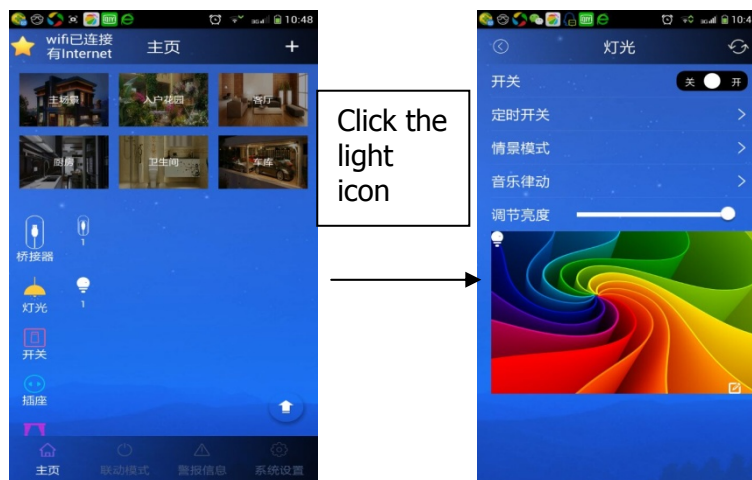 10:48
wifi已连接
有Internet
主页
+
主场景
入户花园
客厅
厨房
卫生间
车库
桥接器
1
灯光
1
开关
插座
主页
联动模式
警报信息
系统设置
Click the
light
icon
10:4
灯光
开关
关
开
定时开关
情景模式
音乐律动
调节亮度